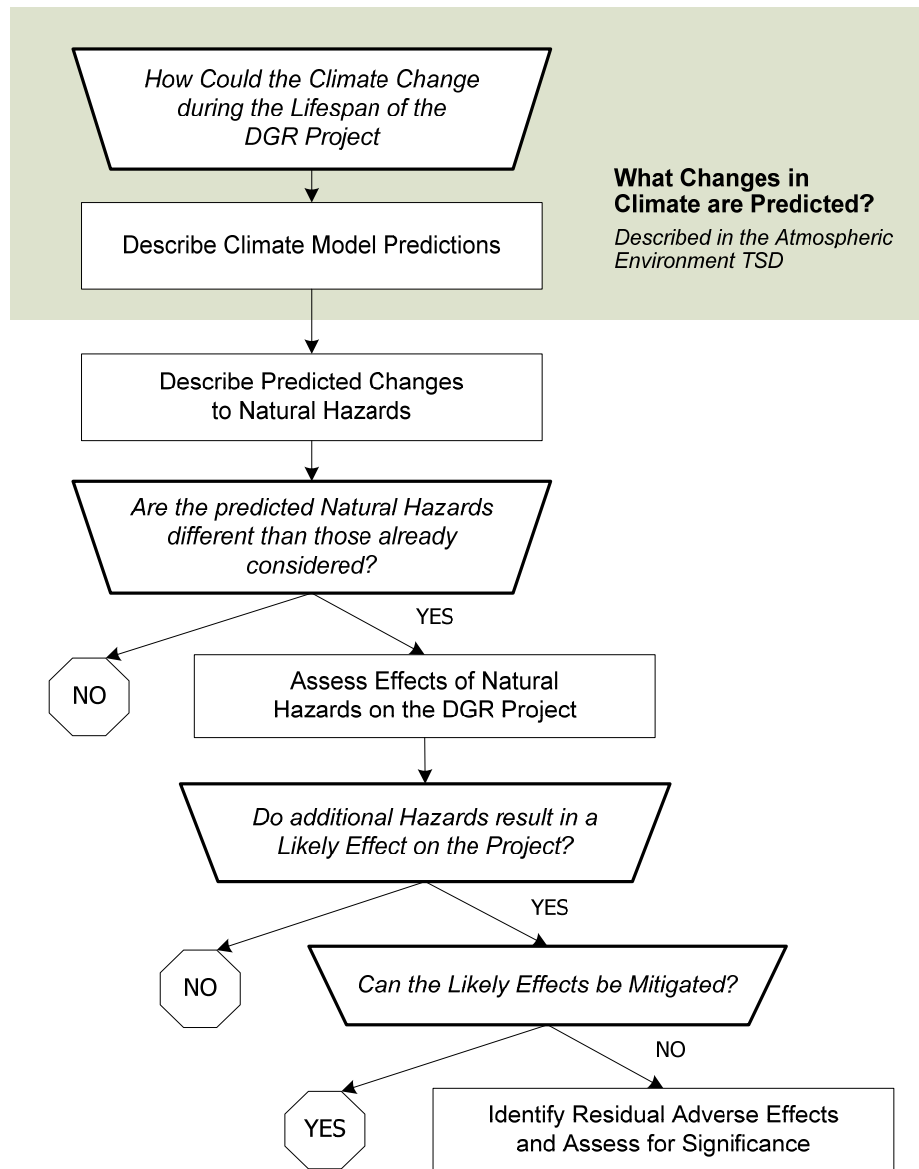 How Could the Climate Change
during the Lifespan of the
DGR Project
What Changes in
Climate are Predicted?
Described in the Atmospheric
Environment TSD
Describe Climate Model Predictions
Describe Predicted Changes
to Natural Hazards
Are the predicted Natural Hazards
different than those already
considered?
YES
NO
Assess Effects of Natural
Hazards on the DGR Project
Do additional Hazards result in a
Likely Effect on the Project?
YES
NO
Can the Likely Effects be Mitigated?
NO
YES
Identify Residual Adverse Effects
and Assess for Significance